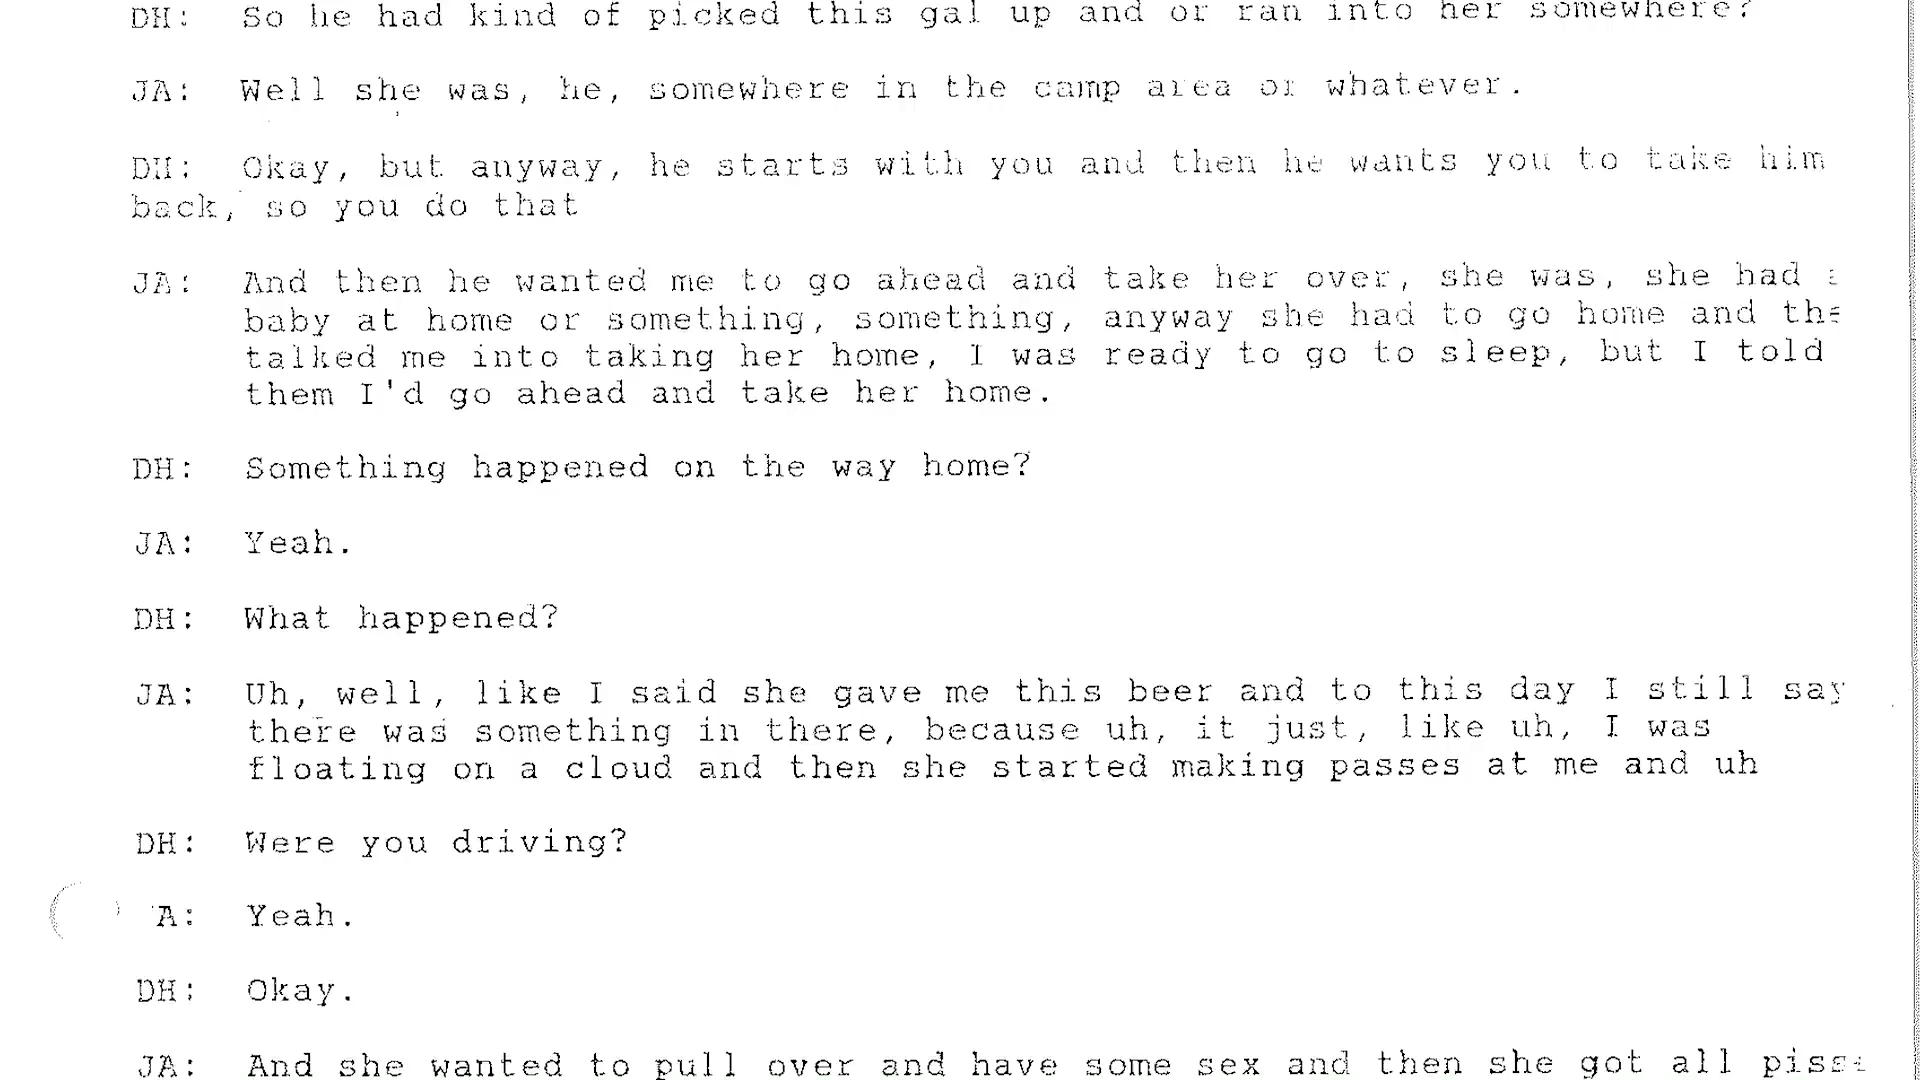 DH: So he had kind of picked this gal up and or ran into her somewhere?
JA: Well she was, he, somewhere in the camp area or whatever.
DH: Okay, but anyway, he starts with you and then he wants you to take him
back, so you do that
JA: And then he wanted me to go ahead and take her over, she was, she had
baby at home or something, something, anyway she had to go home and
talked me into taking her home, I was ready to go to sleep, but I told
them I'd go ahead and take her home.
DH: Something happened on the way home?
JA: Yeah.
DH: What happened?
JA: Uh, well, like I said she gave me this beer and to this day I still say
there was something in there, because uh, it just, like uh, I was
floating on a cloud and then she started making passes at me and uh
DH: Were you driving?
A: Yeah.
DH: Okay.
JA: And she wanted to pull over and have some sex and then she got all